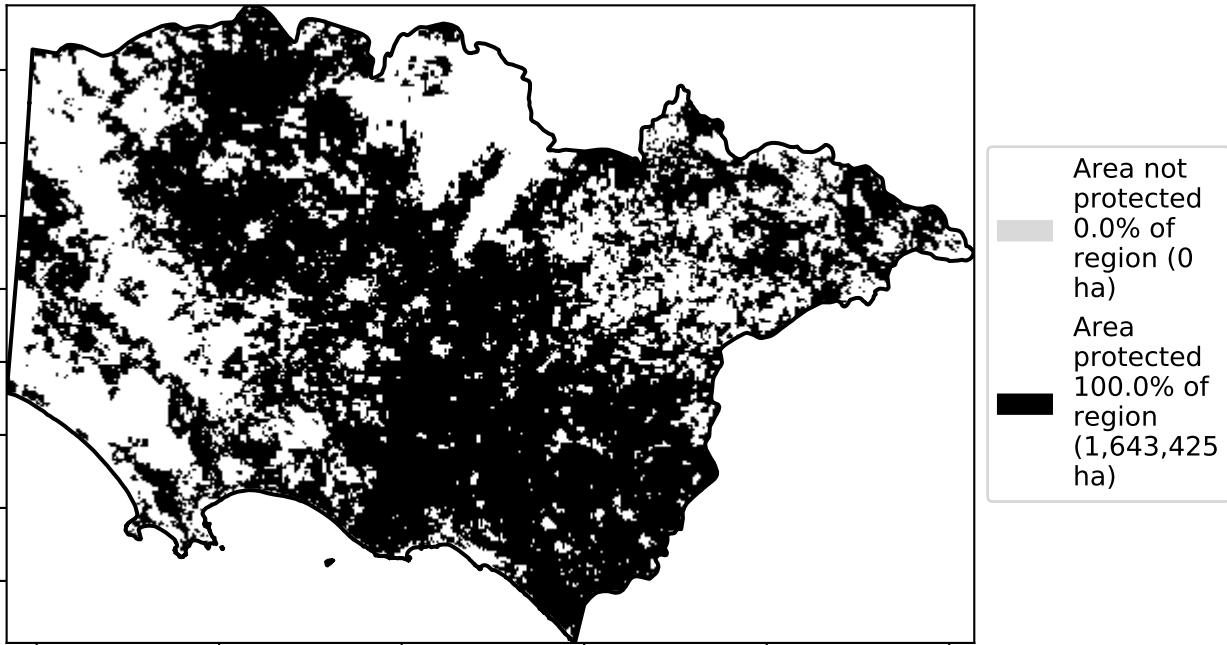 Area not
protected
0.0% of
region (0
ha)
Area
protected
100.0% of
region
(1,643,425
ha)